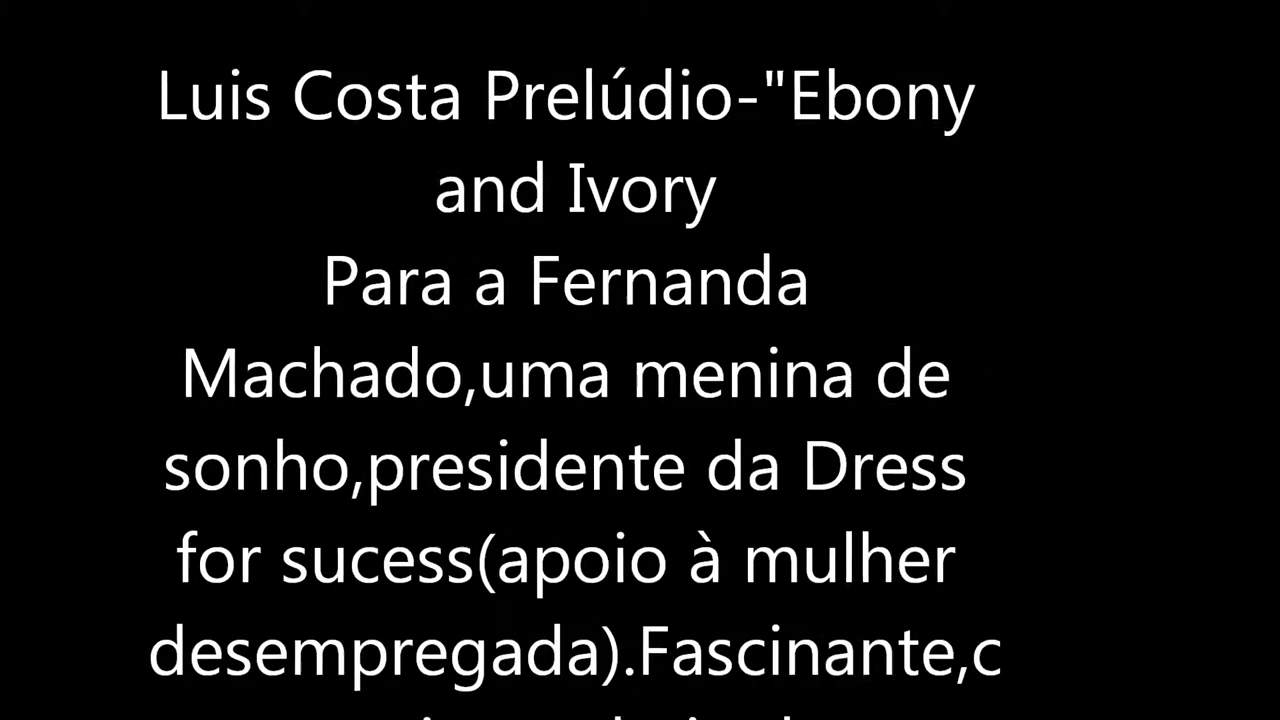 Luis Costa Prelúdio-"Ebony
and Ivory
Para a Fernanda
Machado,uma menina de
sonho,presidente da Dress
for sucess(apoio à mulher
desempregada).Fascinante,c